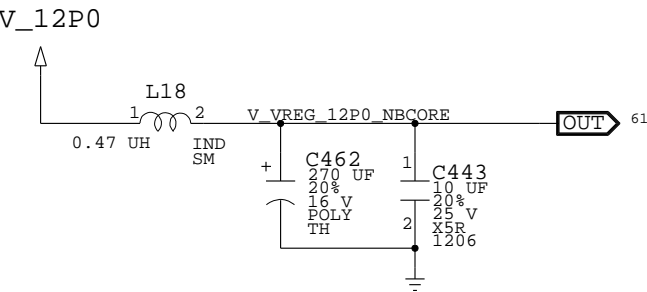 V_12P0
L18
1 2
0.47 UH IND
SM
V_VREG_12P0_NBCORE
OUT 61
+ C462
270 UF
20%
16 V
POLY
TH
1
2
C443
10 UF
20%
25 V
X5R
1206